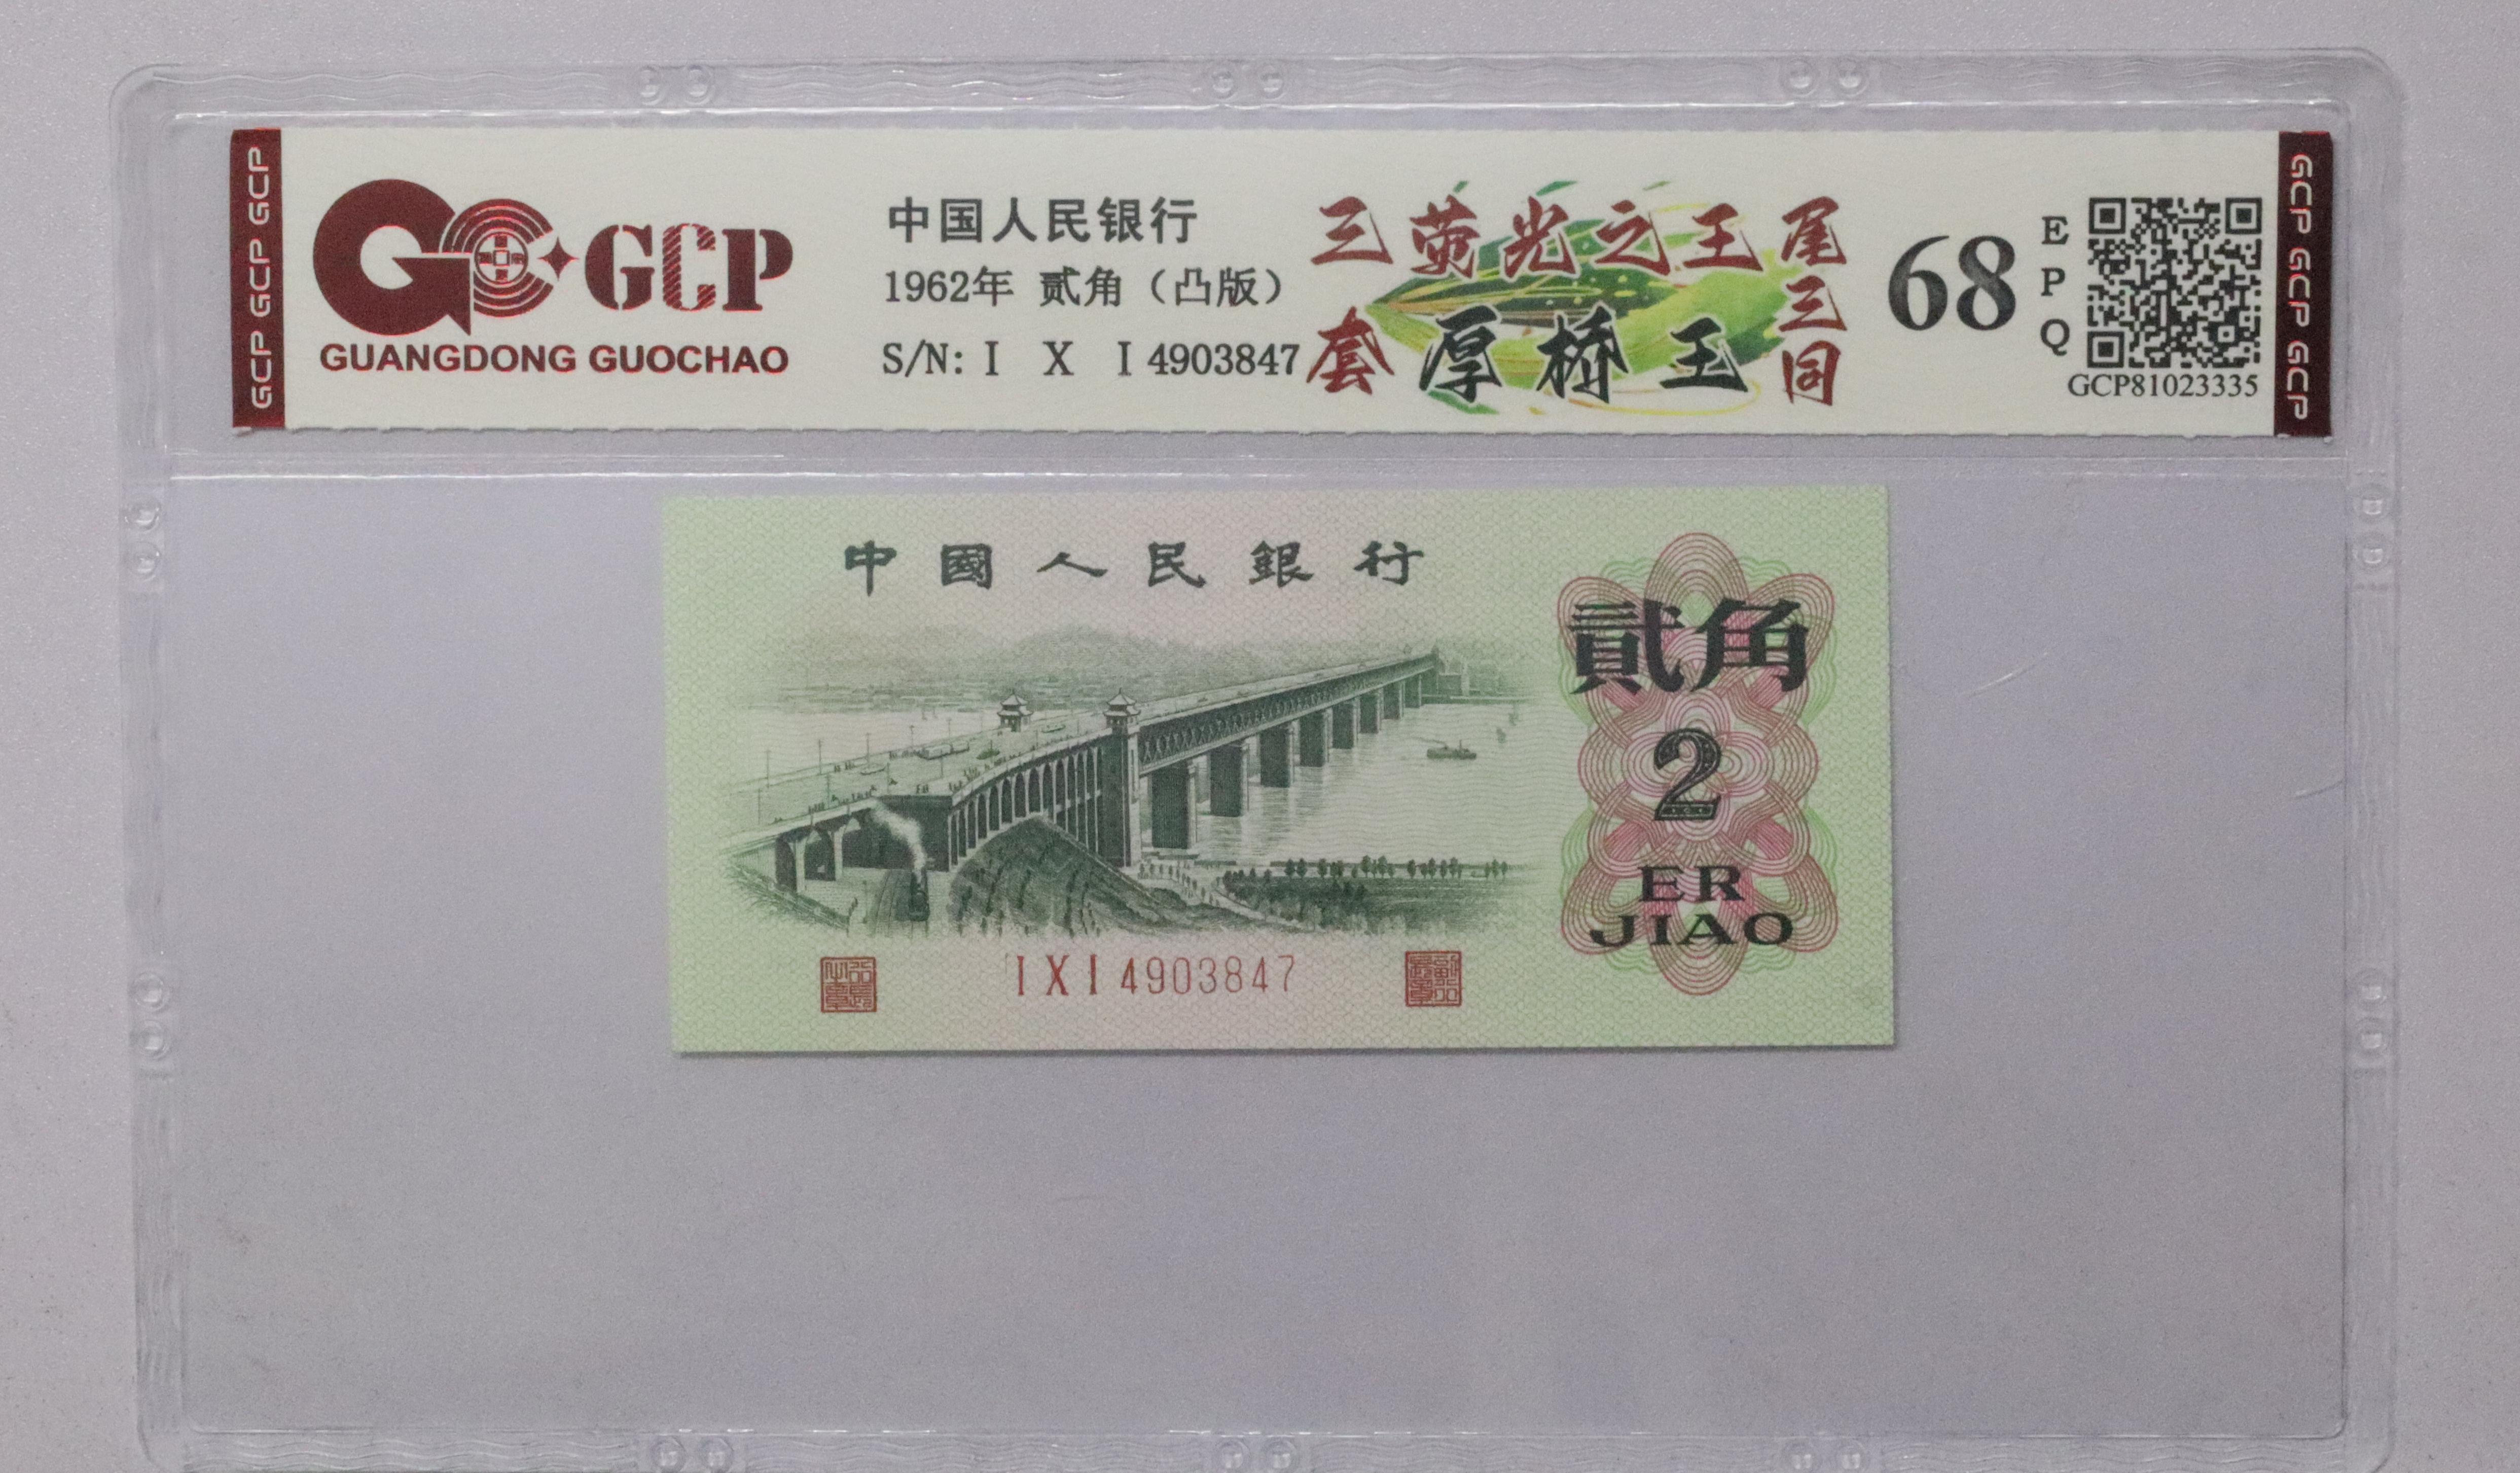 GCP GCP GCP
GCP
GUANGDONG GUOCHAO
中国人民银行
1962年 贰角（凸版）
S/N: I X I 4903847
三荧光之王
套厚桥王
尾三同
68
EPQ
GCP81023335
GCP GCP GCP
中國人民銀行
貳角
2
ER
JIAO
I X I 4903847